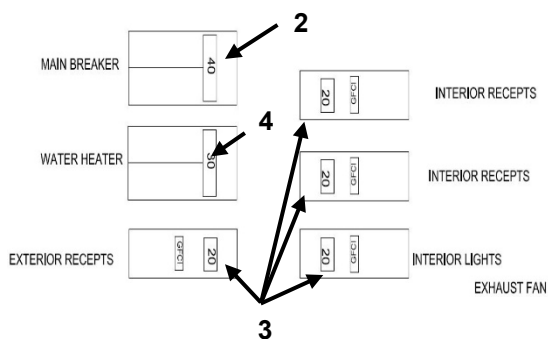 2
MAIN BREAKER
40
20
GFCI
INTERIOR RECEPTS
4
WATER HEATER
30
20
GFCI
INTERIOR RECEPTS
EXTERIOR RECEPTS
GFCI
20
20
GFCI
INTERIOR LIGHTS
EXHAUST FAN
3